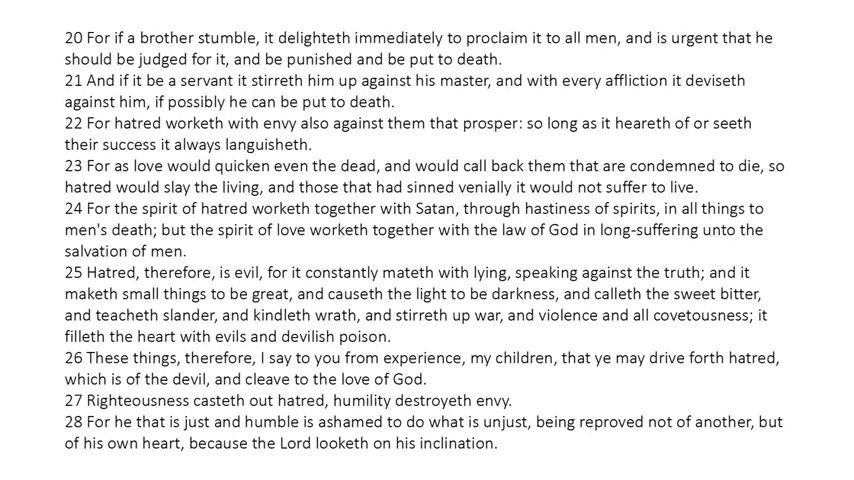 20 For if a brother stumble, it delighteth immediately to proclaim it to all men, and is urgent that he
should be judged for it, and be punished and be put to death.
21 And if it be a servant it stirreth him up against his master, and with every affliction it deviseth
against him, if possibly he can be put to death.
22 For hatred worketh with envy also against them that prosper: so long as it heareth of or seeth
their success it always languisheth.
23 For as love would quicken even the dead, and would call back them that are condemned to die, so
hatred would slay the living, and those that had sinned venially it would not suffer to live.
24 For the spirit of hatred worketh together with Satan, through hastiness of spirits, in all things to
men's death; but the spirit of love worketh together with the law of God in long-suffering unto the
salvation of men.
25 Hatred, therefore, is evil, for it constantly mateth with lying, speaking against the truth; and it
maketh small things to be great, and causeth the light to be darkness, and calleth the sweet bitter,
and teacheth slander, and kindleth wrath, and stirreth up war, and violence and all covetousness; it
filleth the heart with evils and devilish poison.
26 These things, therefore, I say to you from experience, my children, that ye may drive forth hatred,
which is of the devil, and cleave to the love of God.
27 Righteousness casteth out hatred, humility destroyeth envy.
28 For he that is just and humble is ashamed to do what is unjust, being reproved not of another, but
of his own heart, because the Lord looketh on his inclination.